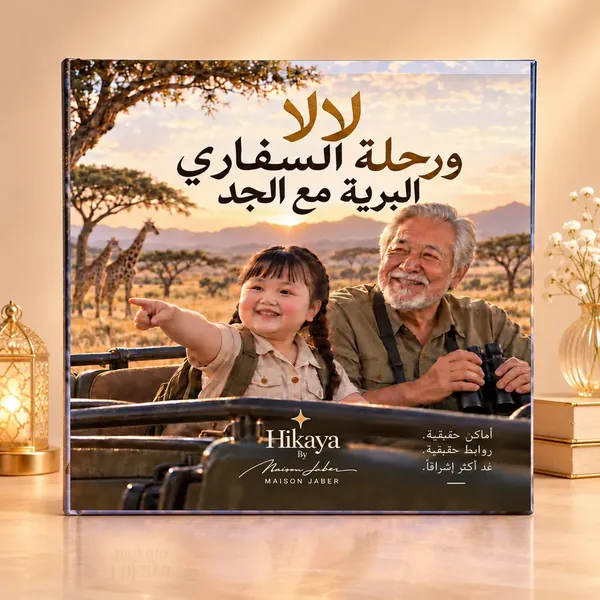 لالا
ورحلة السفاري
البرية مع الجد
Hikaya
By
Maison Jaber
MAISON JABER
أماكن حقيقية.
روابط حقيقية.
غد أكثر إشراقاً.